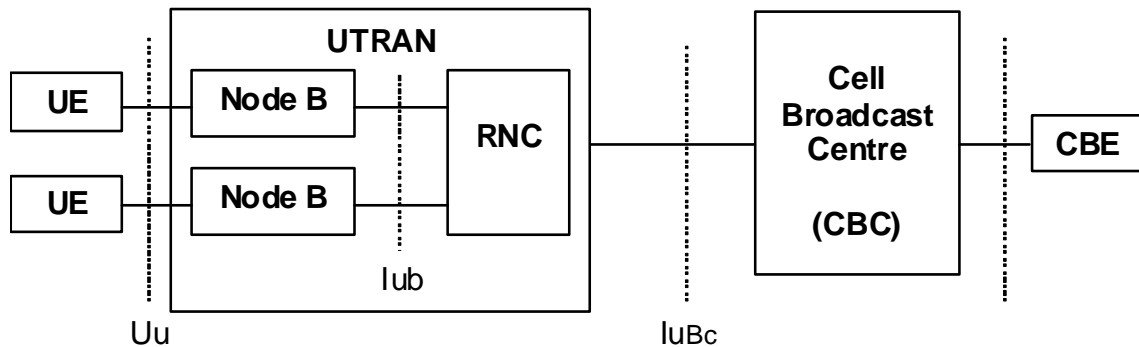 UTRAN
UE
Node B
RNC
UE
Node B
Iub
Uu
IuBc
Cell
Broadcast
Centre
(CBC)
CBE